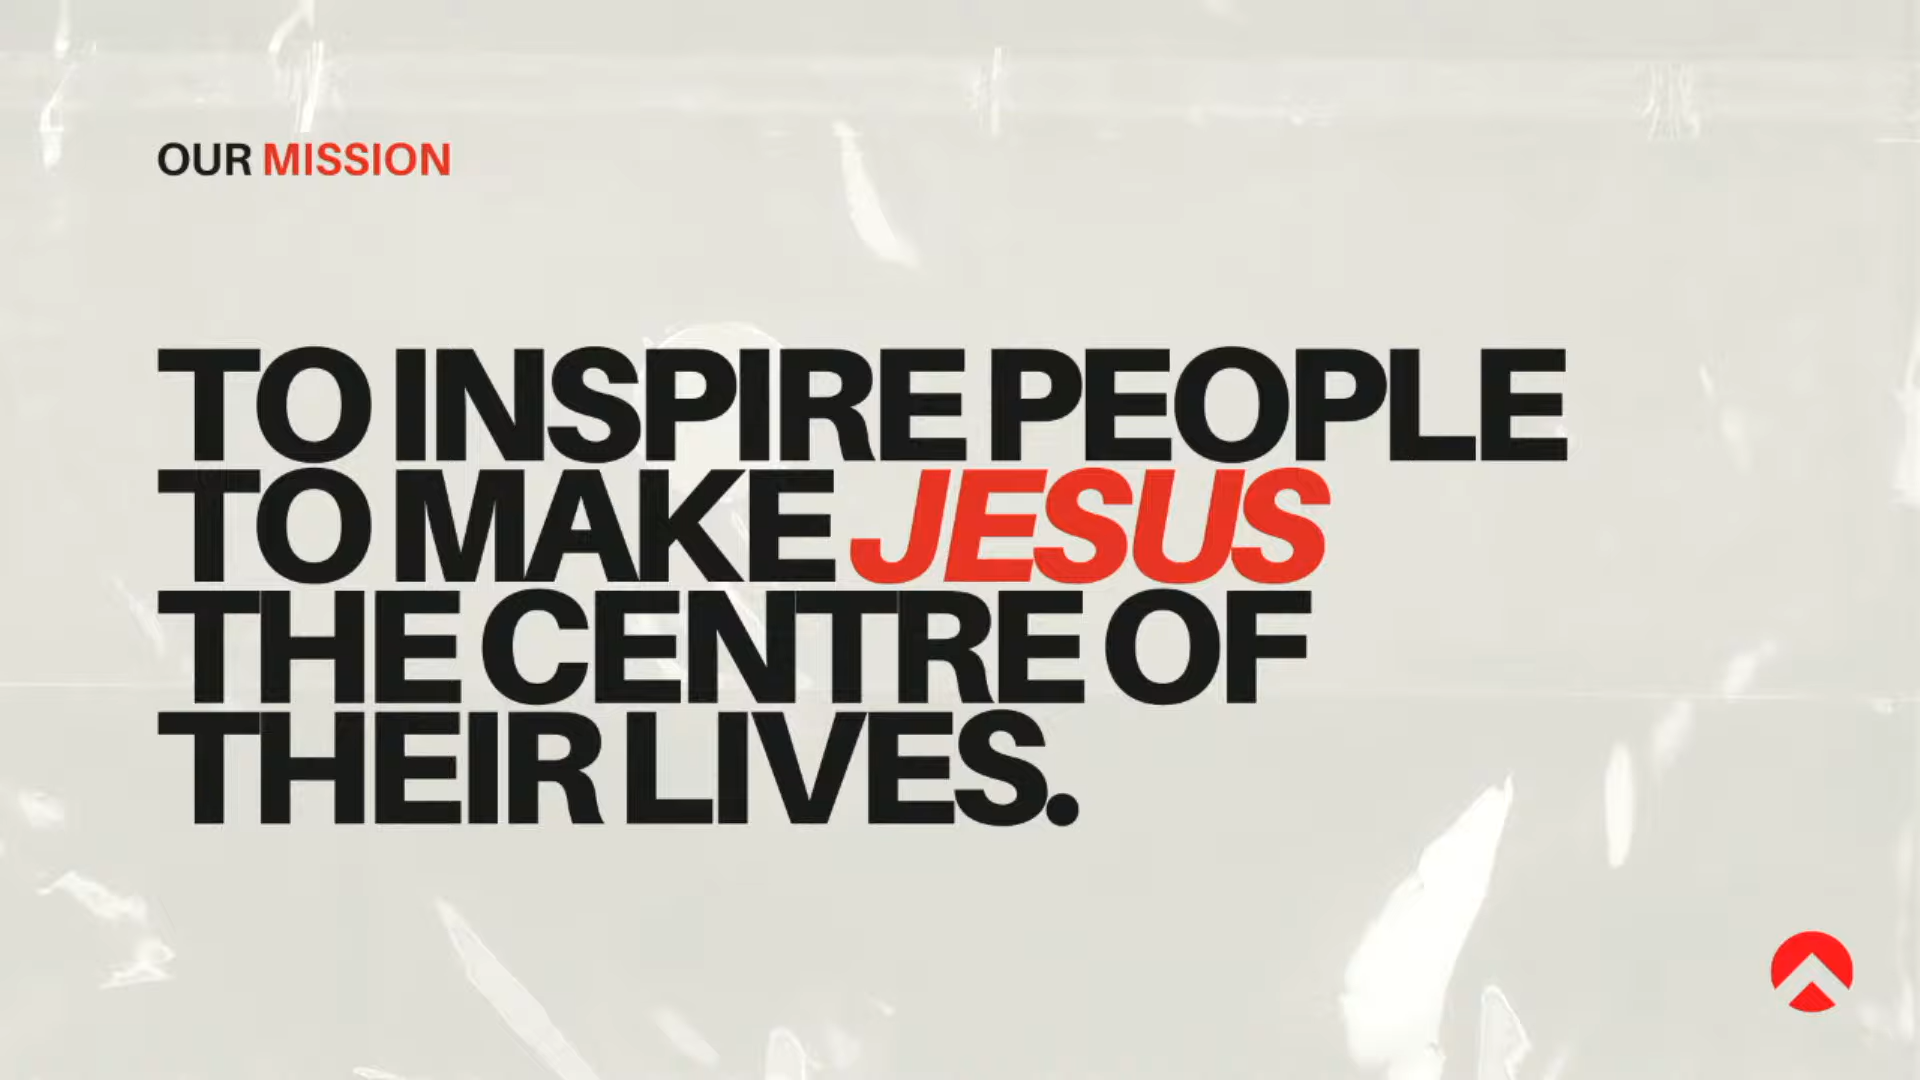 OUR MISSION
TO INSPIRE PEOPLE
TO MAKE JESUS
THE CENTRE OF
THEIR LIVES.